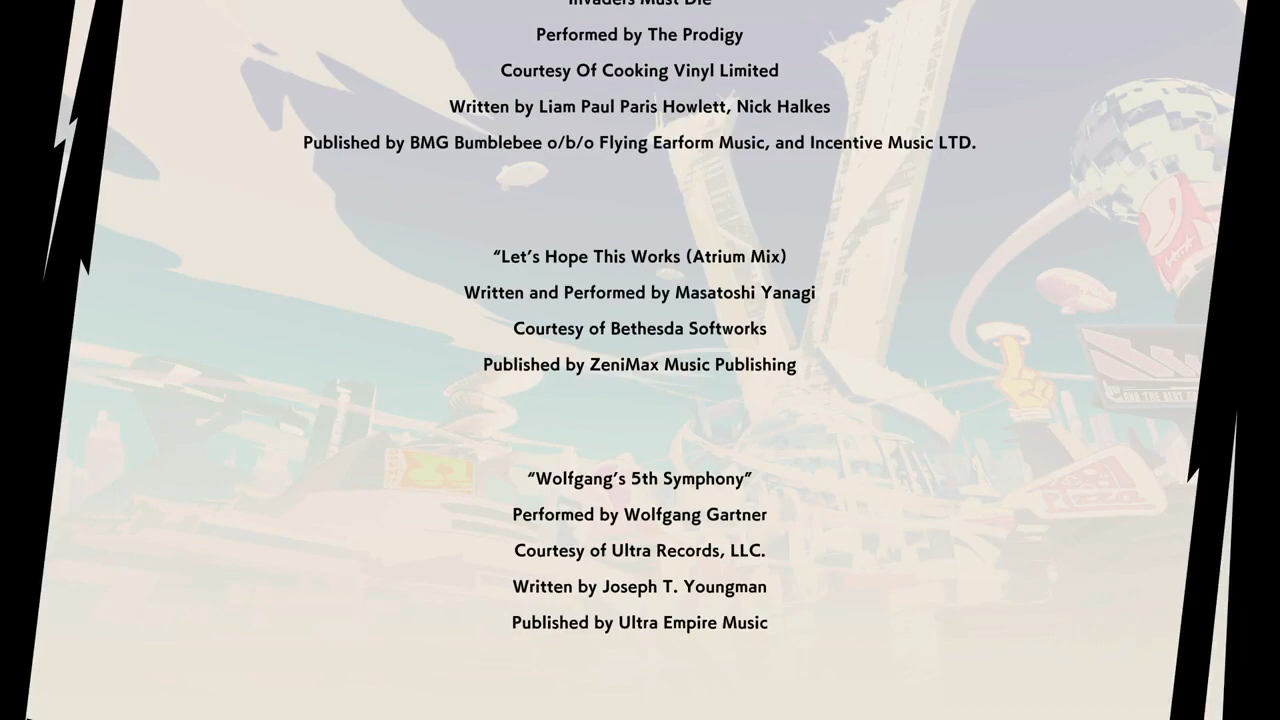 Invaders Must Die
Performed by The Prodigy
Courtesy Of Cooking Vinyl Limited
Written by Liam Paul Paris Howlett, Nick Halkes
Published by BMG Bumblebee o/b/o Flying Earform Music, and Incentive Music LTD.
“Let’s Hope This Works (Atrium Mix)
Written and Performed by Masatoshi Yanagi
Courtesy of Bethesda Softworks
Published by ZeniMax Music Publishing
“Wolfgang’s 5th Symphony”
Performed by Wolfgang Gartner
Courtesy of Ultra Records, LLC.
Written by Joseph T. Youngman
Published by Ultra Empire Music